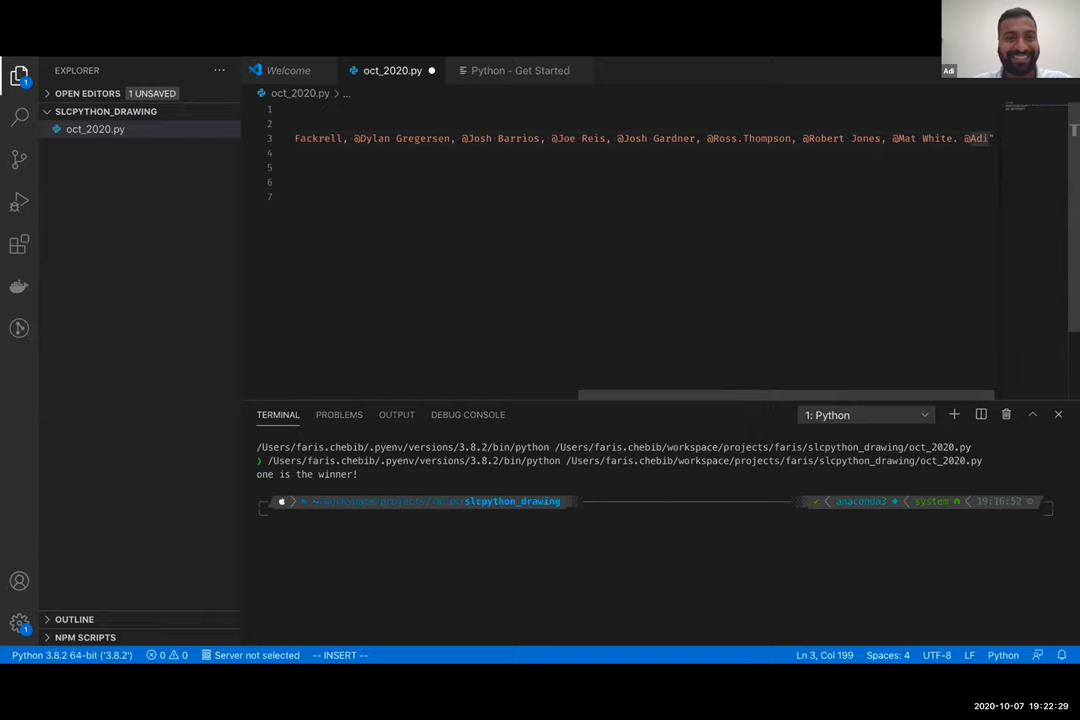 Adi
EXPLORER ...
Welcome
oct_2020.py
Python - Get Started
OPEN EDITORS 1 UNSAVED
oct_2020.py > ...
SLCPYTHON_DRAWING
oct_2020.py
1
2
3 Fackrell, @Dylan Gregersen, @Josh Barrios, @Joe Reis, @Josh Gardner, @Ross.Thompson, @Robert Jones, @Mat White. @Adi"
4
5
6
7
1
TERMINAL PROBLEMS OUTPUT DEBUG CONSOLE 1: Python
/Users/faris.chebib/.pyenv/versions/3.8.2/bin/python /Users/faris.chebib/workspace/projects/faris/slcpython_drawing/oct_2020.py
❯ /Users/faris.chebib/.pyenv/versions/3.8.2/bin/python /Users/faris.chebib/workspace/projects/faris/slcpython_drawing/oct_2020.py
one is the winner!
slcpython_drawing ✓ anaconda3 system 19:16:52
OUTLINE
NPM SCRIPTS
1
Python 3.8.2 64-bit ('3.8.2') 0 0 Server not selected -- INSERT -- Ln 3, Col 199 Spaces: 4 UTF-8 LF Python
2020-10-07 19:22:29